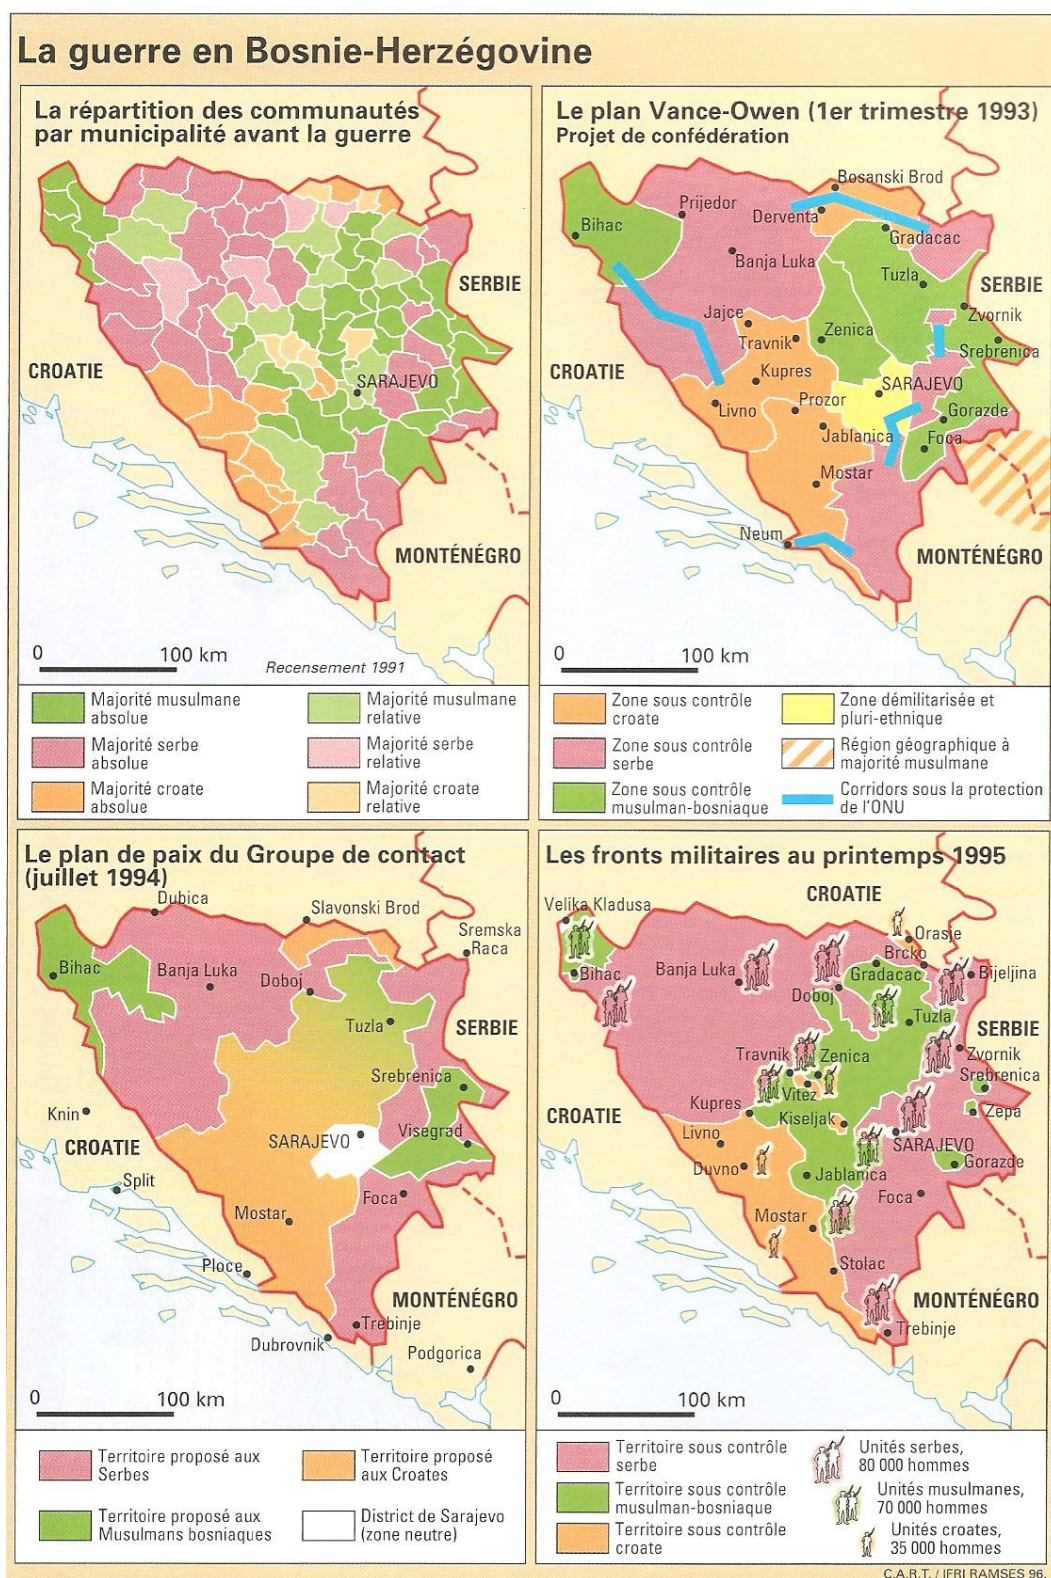 La guerre en Bosnie-Herzégovine
La répartition des communautés
par municipalité avant la guerre
SERBIE
CROATIE
SARAJEVO
MONTÉNÉGRO
0
100 km
Recensement 1991
Majorité musulmane
absolue
Majorité musulmane
relative
Majorité serbe
absolue
Majorité serbe
relative
Majorité croate
absolue
Majorité croate
relative
Le plan Vance-Owen (1er trimestre 1993)
Projet de confédération
Bosanski Brod
Prijedor
Derventa
Bihac
Gradacac
Banja Luka
Tuzla
SERBIE
Zvornik
Jajce
Zenica
Travnik
Srebrenica
CROATIE
Kupres
SARAJEVO
Livno
Prozor
Gorazde
Jablanica
Foca
Mostar
Neum
MONTÉNÉGRO
0
100 km
Zone sous contrôle
croate
Zone démilitarisée et
pluri-ethnique
Zone sous contrôle
serbe
Région géographique à
majorité musulmane
Zone sous contrôle
musulman-bosniaque
Corridors sous la protection
de l'ONU
Le plan de paix du Groupe de contact
(juillet 1994)
Dubica
Slavonski Brod
Sremska
Raca
Bihac
Banja Luka
Doboj
Tuzla
SERBIE
Srebrenica
Knin
CROATIE
SARAJEVO
Visegrad
Split
Foca
Mostar
Ploce
MONTÉNÉGRO
Trebinje
Dubrovnik
Podgorica
0
100 km
Territoire proposé aux
Serbes
Territoire proposé
aux Croates
Territoire proposé aux
Musulmans bosniaques
District de Sarajevo
(zone neutre)
Les fronts militaires au printemps 1995
CROATIE
Velika Kladusa
Orasje
Brcko
Bihac
Banja Luka
Gradacac
Bijeljina
Doboj
Tuzla
SERBIE
Travnik
Zenica
Zvornik
Vitez
Srebrenica
Kupres
Kiseljak
Zepa
CROATIE
Livno
SARAJEVO
Duvno
Jablanica
Gorazde
Foca
Mostar
Stolac
MONTÉNÉGRO
Trebinje
0
100 km
Territoire sous contrôle
serbe
Unités serbes,
80 000 hommes
Territoire sous contrôle
musulman-bosniaque
Unités musulmanes,
70 000 hommes
Territoire sous contrôle
croate
Unités croates,
35 000 hommes
C.A.R.T. / IFRI RAMSES 96.